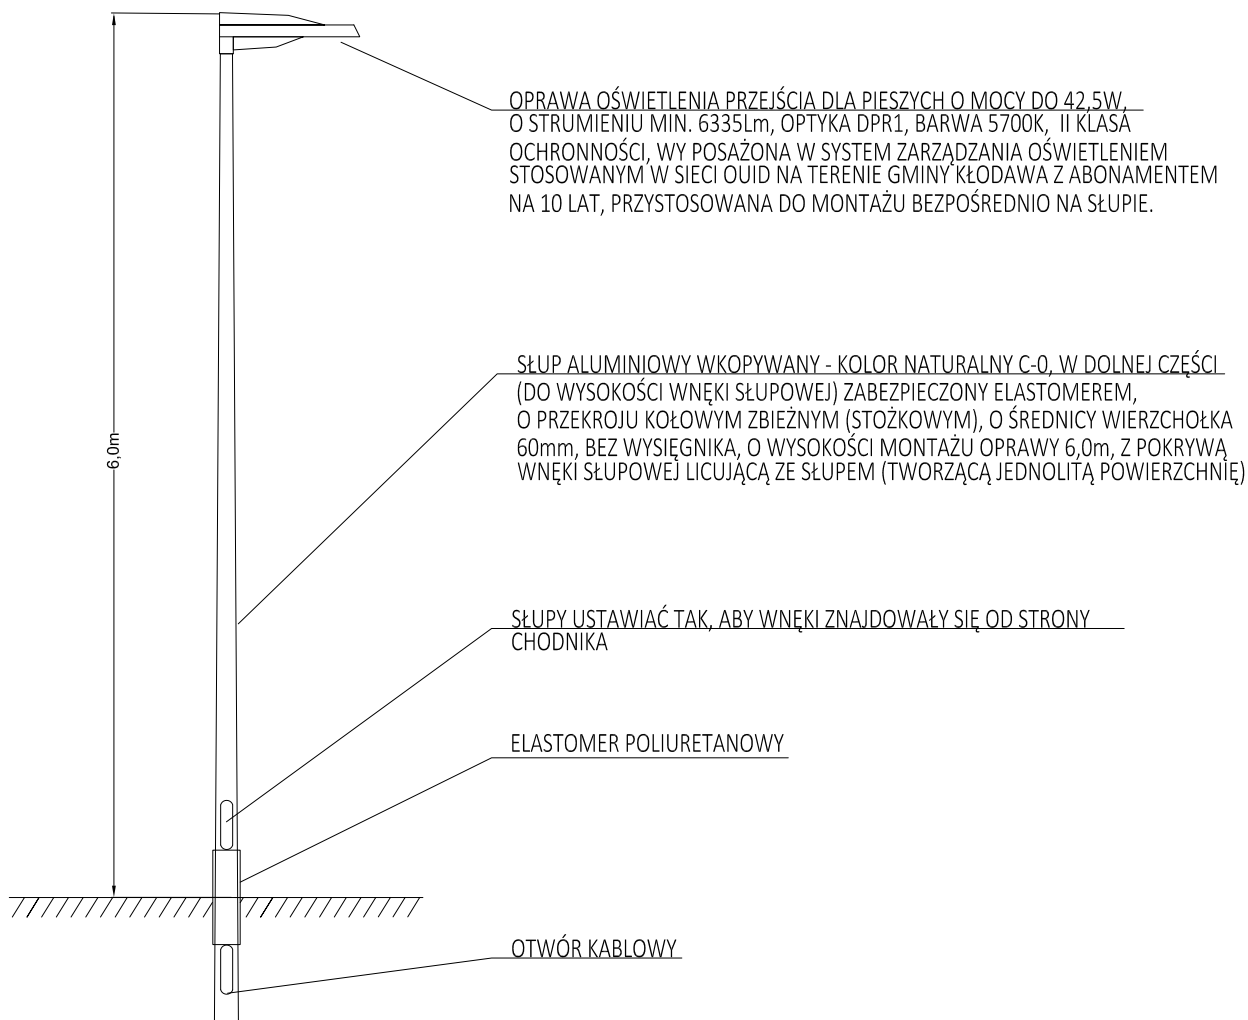 OPRAWA OŚWIETLENIA PRZEJŚCIA DLA PIESZYCH O MOCY DO 42,5W,
O STRUMIENIU MIN. 6335Lm, OPTYKA DPR1, BARWA 5700K, II KLASA
OCHRONNOŚCI, WY POSAŻONA W SYSTEM ZARZĄDZANIA OŚWIETLENIEM
STOSOWANYM W SIECI OUID NA TERENIE GMINY KŁODAWA Z ABONAMENTEM
NA 10 LAT, PRZYSTOSOWANA DO MONTAŻU BEZPOŚREDNIO NA SŁUPIE.
SŁUP ALUMINIOWY WKOPYWANY - KOLOR NATURALNY C-0, W DOLNEJ CZĘŚCI
(DO WYSOKOŚCI WNĘKI SŁUPOWEJ) ZABEZPIECZONY ELASTOMEREM,
O PRZEKROJU KOŁOWYM ZBIEŻNYM (STOŻKOWYM), O ŚREDNICY WIERZCHOŁKA
60mm, BEZ WYSIĘGNIKA, O WYSOKOŚCI MONTAŻU OPRAWY 6,0m, Z POKRYWĄ
WNĘKI SŁUPOWEJ LICUJĄCĄ ZE SŁUPEM (TWORZĄCĄ JEDNOLITĄ POWIERZCHNIĘ)
6,0m
SŁUPY USTAWIAĆ TAK, ABY WNĘKI ZNAJDOWAŁY SIĘ OD STRONY
CHODNIKA
ELASTOMER POLIURETANOWY
OTWÓR KABLOWY